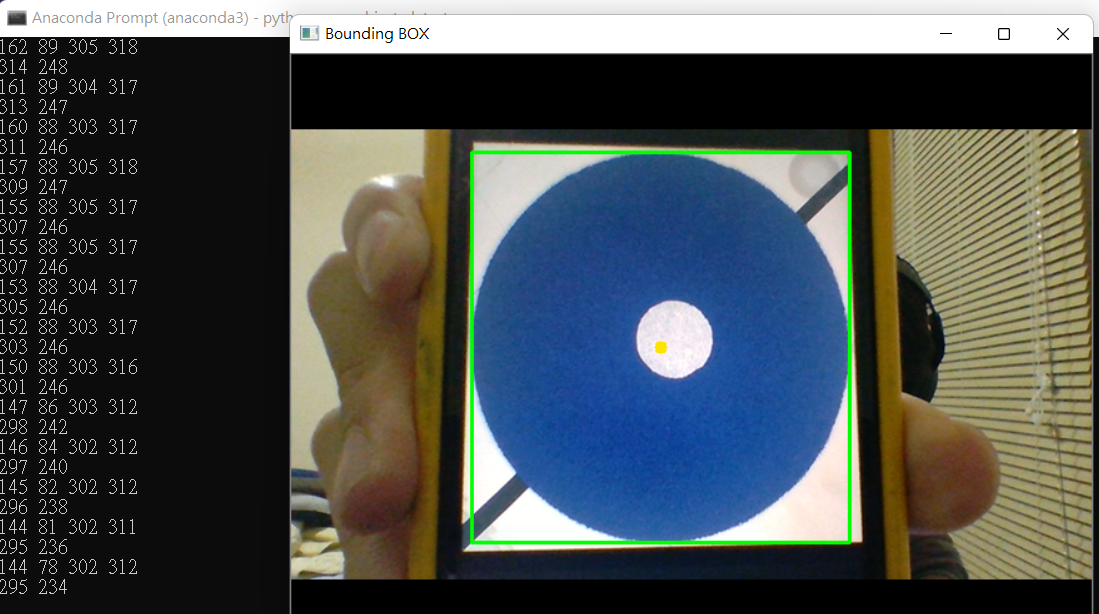 Anaconda Prompt (anaconda3) - pyth
Bounding BOX
162 89 305 318
314 248
161 89 304 317
313 247
160 88 303 317
311 246
157 88 305 318
309 247
155 88 305 317
307 246
155 88 305 317
307 246
153 88 304 317
305 246
152 88 303 317
303 246
150 88 303 316
301 246
147 86 303 312
298 242
146 84 302 312
297 240
145 82 302 312
296 238
144 81 302 311
295 236
144 78 302 312
295 234